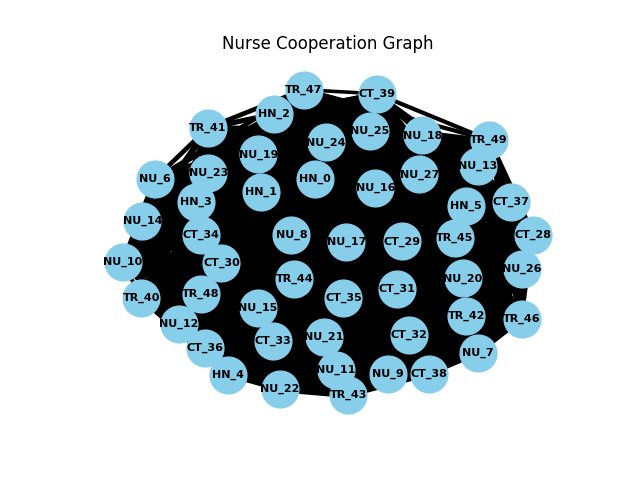 Nurse Cooperation Graph
TR_47
CT_39
HN_2
TR_41
NU_25
NU_18
TR_49
NU_24
NU_19
NU_13
NU_23
NU_27
NU_6
HN_0
NU_16
HN_1
HN_3
CT_37
HN_5
NU_14
CT_34
NU_8
CT_28
TR_45
NU_17
CT_29
NU_10
CT_30
NU_26
TR_44
NU_20
CT_31
TR_48
TR_40
CT_35
NU_15
TR_42
TR_46
NU_12
CT_32
NU_21
CT_33
CT_36
NU_7
NU_11
HN_4
NU_9
CT_38
NU_22
TR_43